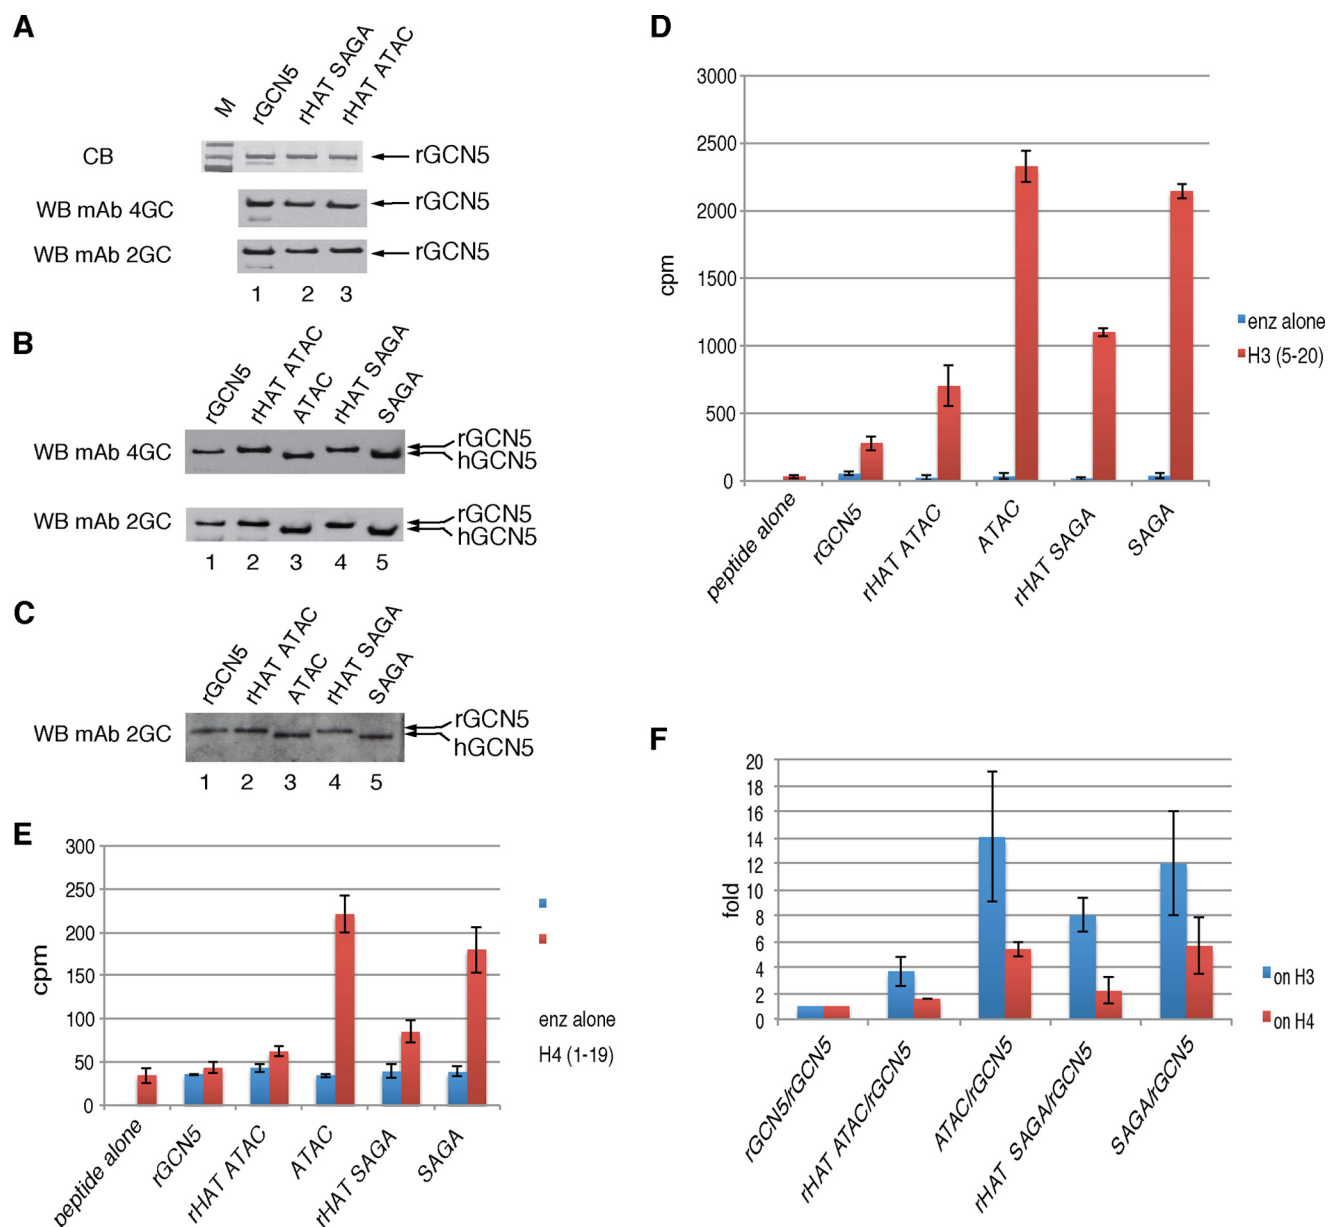 A
M
rGCN5
rHAT SAGA
rHAT ATAC
CB
rGCN5
WB mAb 4GC
rGCN5
WB mAb 2GC
rGCN5
1 2 3
B
rGCN5
rHAT ATAC
ATAC
rHAT SAGA
SAGA
WB mAb 4GC
rGCN5
hGCN5
WB mAb 2GC
rGCN5
hGCN5
1 2 3 4 5
C
rGCN5
rHAT ATAC
ATAC
rHAT SAGA
SAGA
WB mAb 2GC
rGCN5
hGCN5
1 2 3 4 5
D
3000
2500
2000
1500
1000
500
0
cpm
peptide alone
rGCN5
rHAT ATAC
ATAC
rHAT SAGA
SAGA
enz alone
H3 (5-20)
E
300
250
200
150
100
50
0
cpm
peptide alone
rGCN5
rHAT ATAC
ATAC
rHAT SAGA
SAGA
enz alone
H4 (1-19)
F
20
18
16
14
12
10
8
6
4
2
0
fold
rGCN5/rGCN5
rHAT ATAC/rGCN5
ATAC/rGCN5
rHAT SAGA/rGCN5
SAGA/rGCN5
on H3
on H4